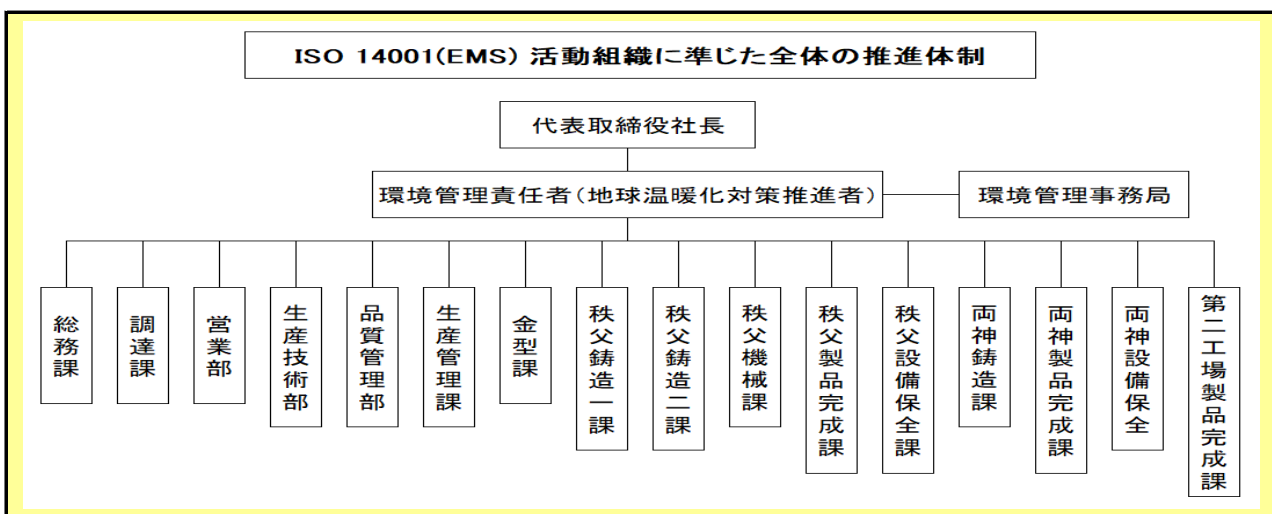 ISO 14001(EMS) 活動組織に準じた全体の推進体制
代表取締役社長
環境管理責任者(地球温暖化対策推進者)
環境管理事務局
総務課
調達課
営業部
生産技術部
品質管理部
生産管理課
金型課
秩父鋳造一課
秩父鋳造二課
秩父機械課
秩父製品完成課
秩父設備保全課
両神鋳造課
両神製品完成課
両神設備保全
第二工場製品完成課